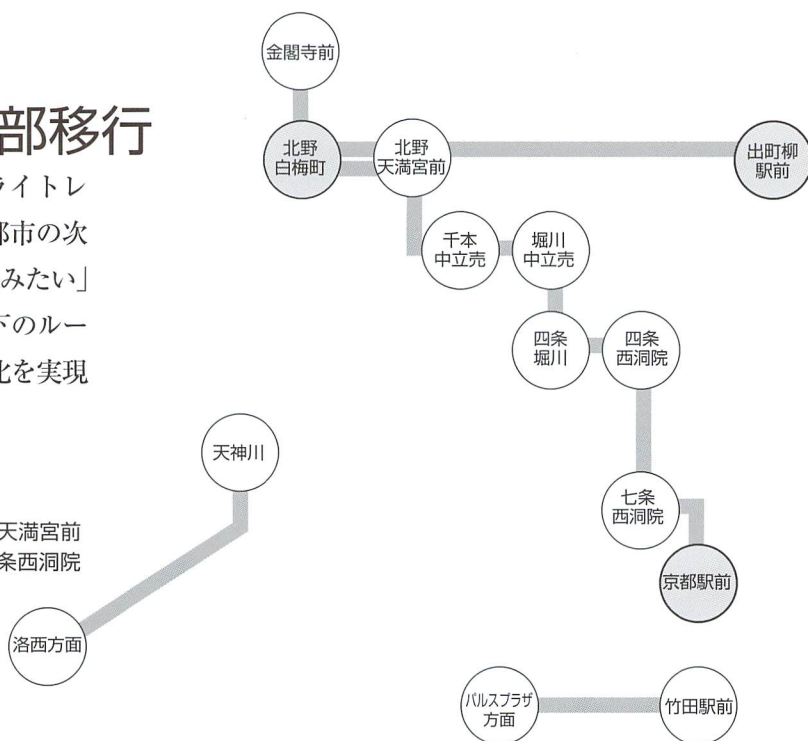 部移行
ライトレ
都市の次
みたい」
下のルー
化を実現
天満宮前
条西洞院
金閣寺前
北野
白梅町
北野
天満宮前
出町柳
駅前
千本
中立売
堀川
中立売
四条
堀川
四条
西洞院
天神川
七条
西洞院
京都駅前
洛西方面
パルスプラザ
方面
竹田駅前